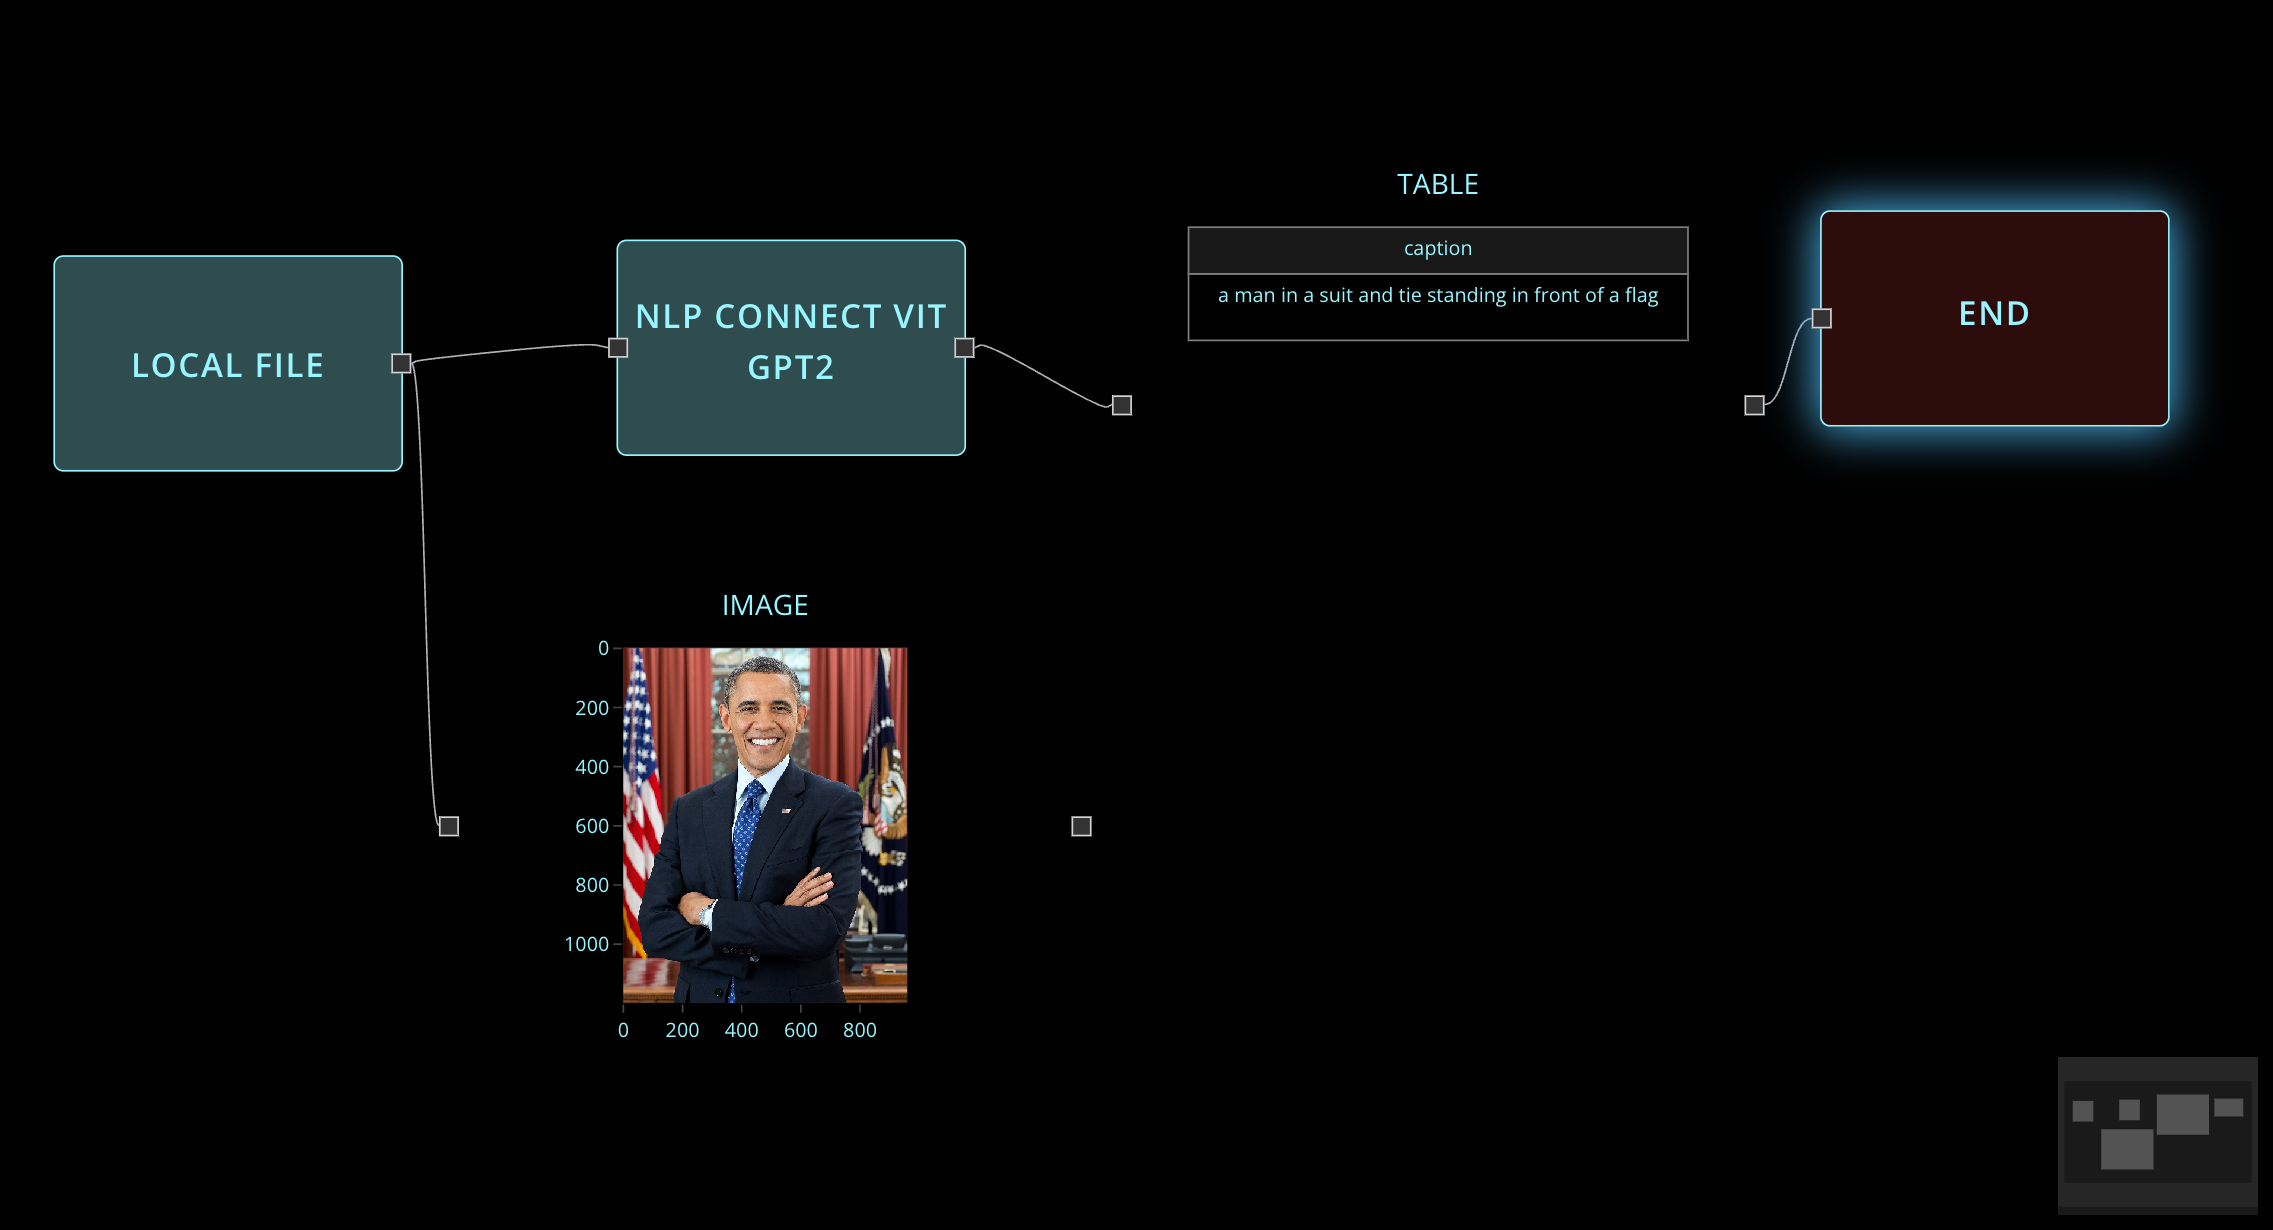 LOCAL FILE
NLP CONNECT VIT
GPT2
TABLE
caption
a man in a suit and tie standing in front of a flag
END
IMAGE
0
200
400
600
800
1000
0 200 400 600 800